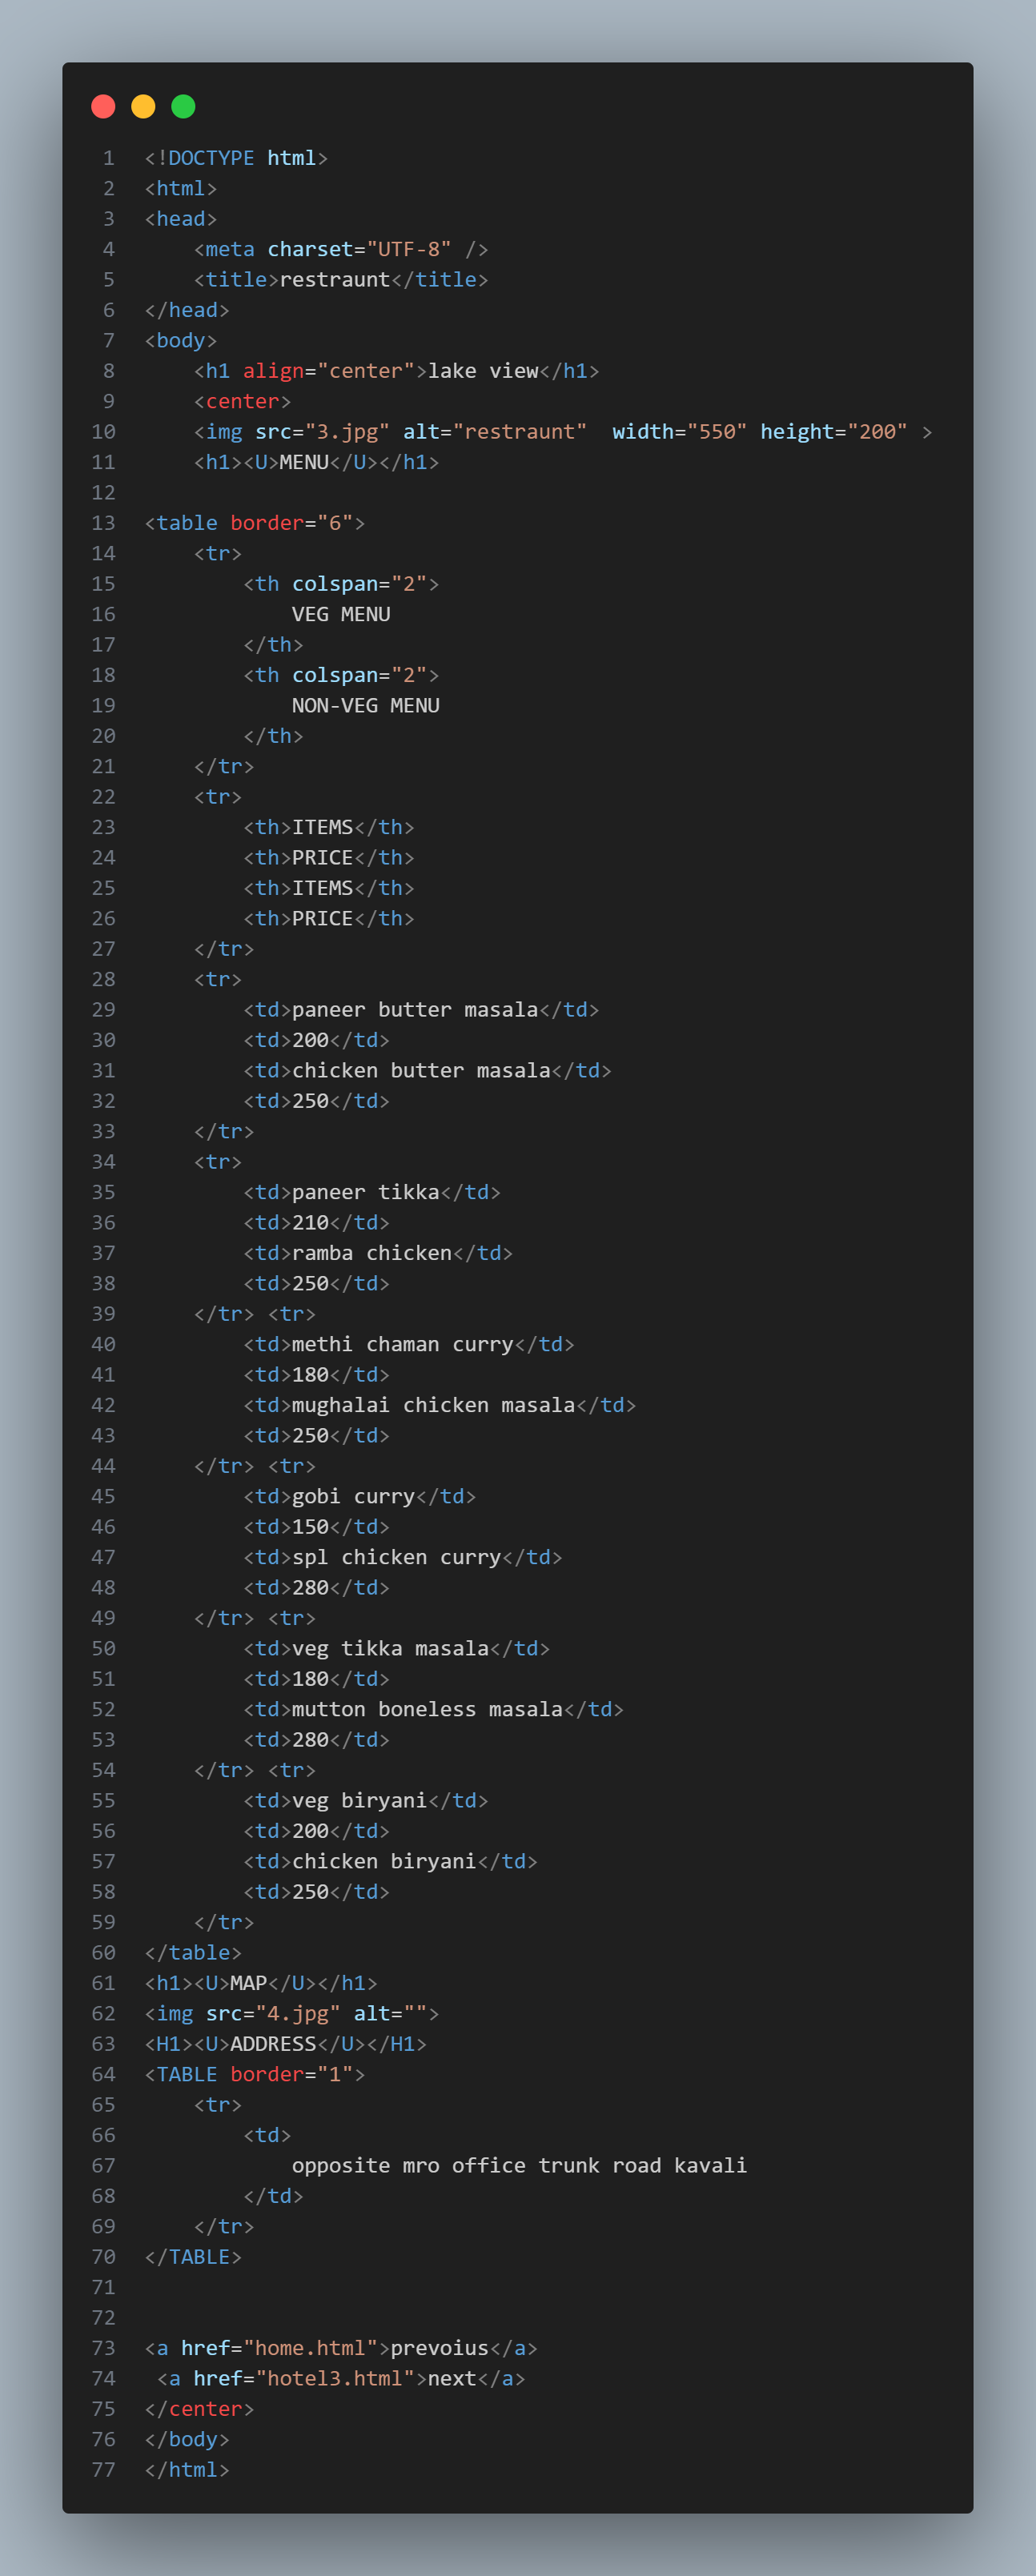 1 <!DOCTYPE html>
2 <html>
3 <head>
4     <meta charset="UTF-8" />
5     <title>restraunt</title>
6 </head>
7 <body>
8     <h1 align="center">lake view</h1>
9     <center>
10     <img src="3.jpg" alt="restraunt"  width="550" height="200" >
11     <h1><U>MENU</U></h1>
12
13 <table border="6">
14     <tr>
15         <th colspan="2">
16             VEG MENU
17         </th>
18         <th colspan="2">
19             NON-VEG MENU
20         </th>
21     </tr>
22     <tr>
23         <th>ITEMS</th>
24         <th>PRICE</th>
25         <th>ITEMS</th>
26         <th>PRICE</th>
27     </tr>
28     <tr>
29         <td>paneer butter masala</td>
30         <td>200</td>
31         <td>chicken butter masala</td>
32         <td>250</td>
33     </tr>
34     <tr>
35         <td>paneer tikka</td>
36         <td>210</td>
37         <td>ramba chicken</td>
38         <td>250</td>
39     </tr> <tr>
40         <td>methi chaman curry</td>
41         <td>180</td>
42         <td>mughalai chicken masala</td>
43         <td>250</td>
44     </tr> <tr>
45         <td>gobi curry</td>
46         <td>150</td>
47         <td>spl chicken curry</td>
48         <td>280</td>
49     </tr> <tr>
50         <td>veg tikka masala</td>
51         <td>180</td>
52         <td>mutton boneless masala</td>
53         <td>280</td>
54     </tr> <tr>
55         <td>veg biryani</td>
56         <td>200</td>
57         <td>chicken biryani</td>
58         <td>250</td>
59     </tr>
60 </table>
61 <h1><U>MAP</U></h1>
62 <img src="4.jpg" alt="">
63 <H1><U>ADDRESS</U></H1>
64 <TABLE border="1">
65     <tr>
66         <td>
67             opposite mro office trunk road kavali
68         </td>
69     </tr>
70 </TABLE>
71
72
73 <a href="home.html">prevoius</a>
74  <a href="hotel3.html">next</a>
75 </center>
76 </body>
77 </html>